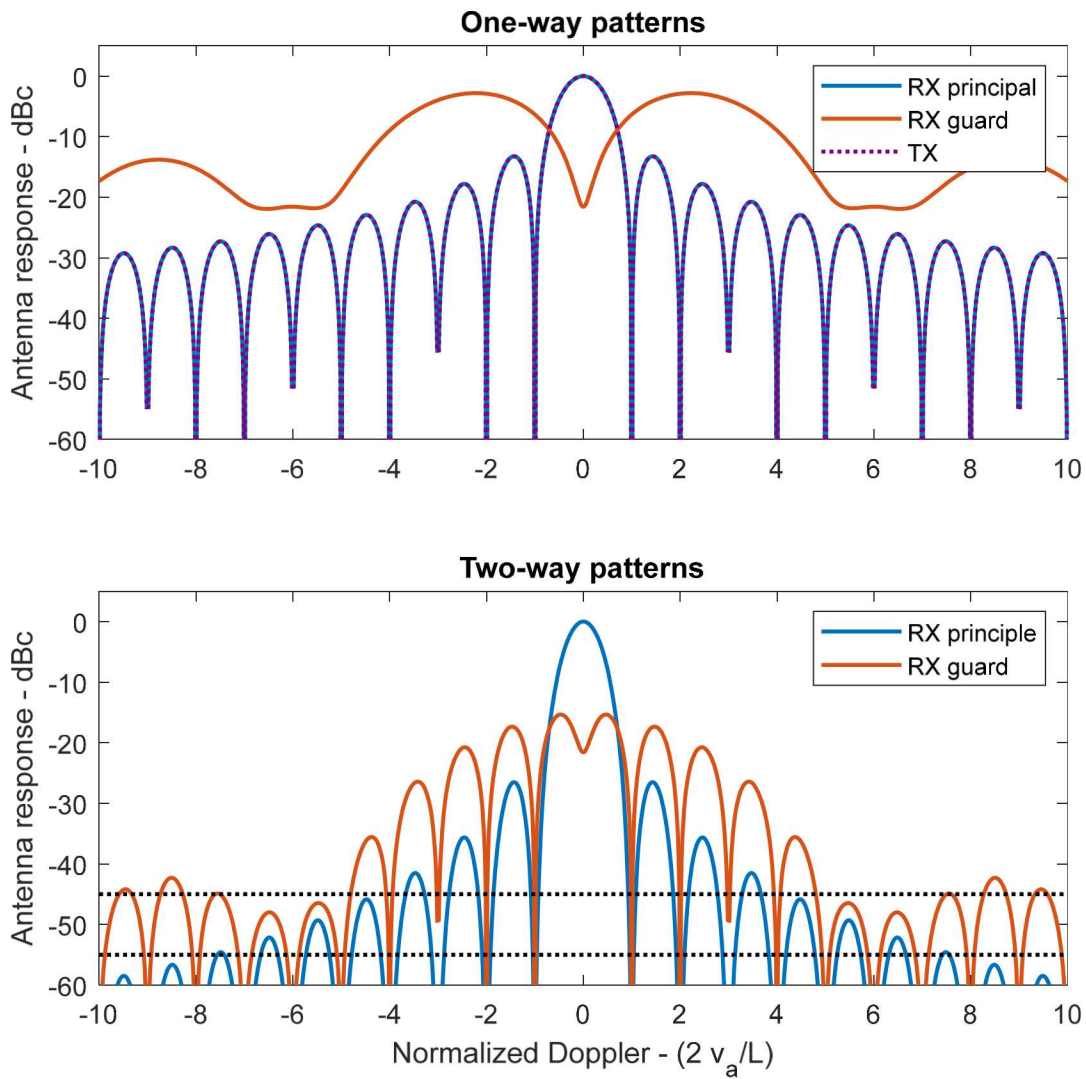 One-way patterns
Antenna response - dBc
0
-10
-20
-30
-40
-50
-60
RX principal
RX guard
TX
-10 -8 -6 -4 -2 0 2 4 6 8 10
Two-way patterns
Antenna response - dBc
0
-10
-20
-30
-40
-50
-60
RX principle
RX guard
-10 -8 -6 -4 -2 0 2 4 6 8 10
Normalized Doppler - (2 v_a/L)